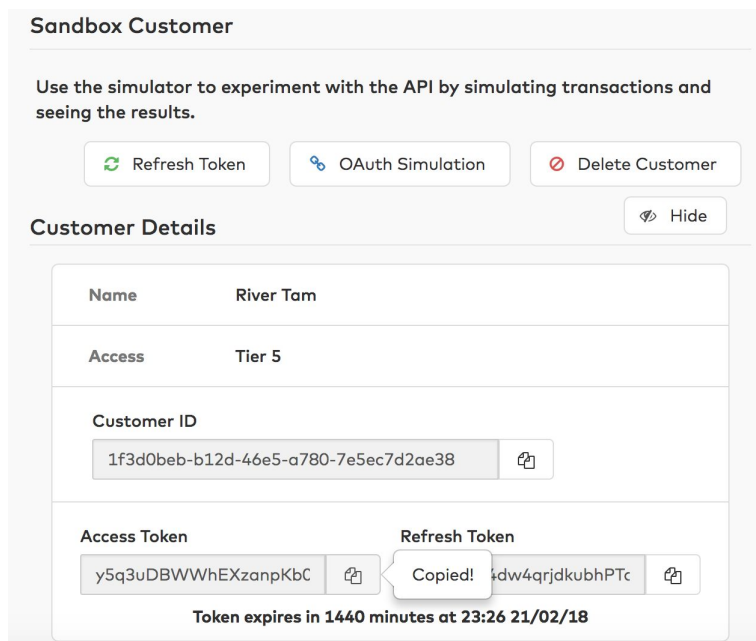 Sandbox Customer
Use the simulator to experiment with the API by simulating transactions and
seeing the results.
Refresh Token
OAuth Simulation
Delete Customer
Hide
Customer Details
Name River Tam
Access Tier 5
Customer ID
1f3d0beb-b12d-46e5-a780-7e5ec7d2ae38
Access Token Refresh Token
Copied!
Token expires in 1440 minutes at 23:26 21/02/18